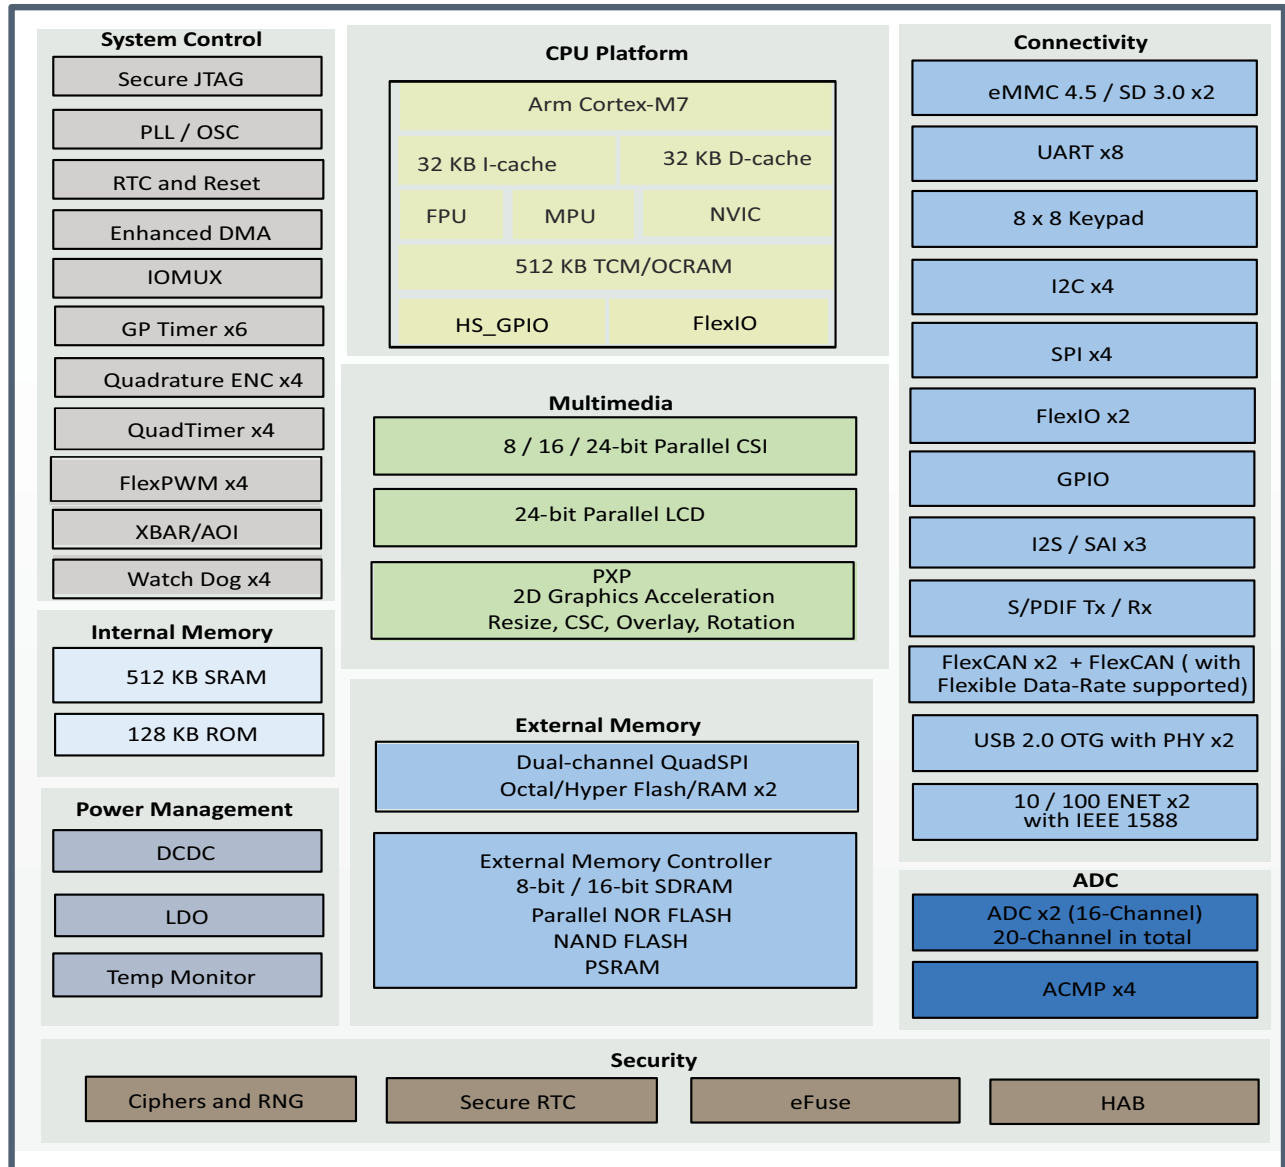 System Control
Secure JTAG
PLL / OSC
RTC and Reset
Enhanced DMA
IOMUX
GP Timer x6
Quadrature ENC x4
QuadTimer x4
FlexPWM x4
XBAR/AOI
Watch Dog x4
Internal Memory
512 KB SRAM
128 KB ROM
Power Management
DCDC
LDO
Temp Monitor
CPU Platform
Arm Cortex-M7
32 KB I-cache
32 KB D-cache
FPU
MPU
NVIC
512 KB TCM/OCRAM
HS_GPIO
FlexIO
Multimedia
8 / 16 / 24-bit Parallel CSI
24-bit Parallel LCD
PXP
2D Graphics Acceleration
Resize, CSC, Overlay, Rotation
External Memory
Dual-channel QuadSPI
Octal/Hyper Flash/RAM x2
External Memory Controller
8-bit / 16-bit SDRAM
Parallel NOR FLASH
NAND FLASH
PSRAM
Connectivity
eMMC 4.5 / SD 3.0 x2
UART x8
8 x 8 Keypad
I2C x4
SPI x4
FlexIO x2
GPIO
I2S / SAI x3
S/PDIF Tx / Rx
FlexCAN x2 + FlexCAN ( with
Flexible Data-Rate supported)
USB 2.0 OTG with PHY x2
10 / 100 ENET x2
with IEEE 1588
ADC
ADC x2 (16-Channel)
20-Channel in total
ACMP x4
Security
Ciphers and RNG
Secure RTC
eFuse
HAB